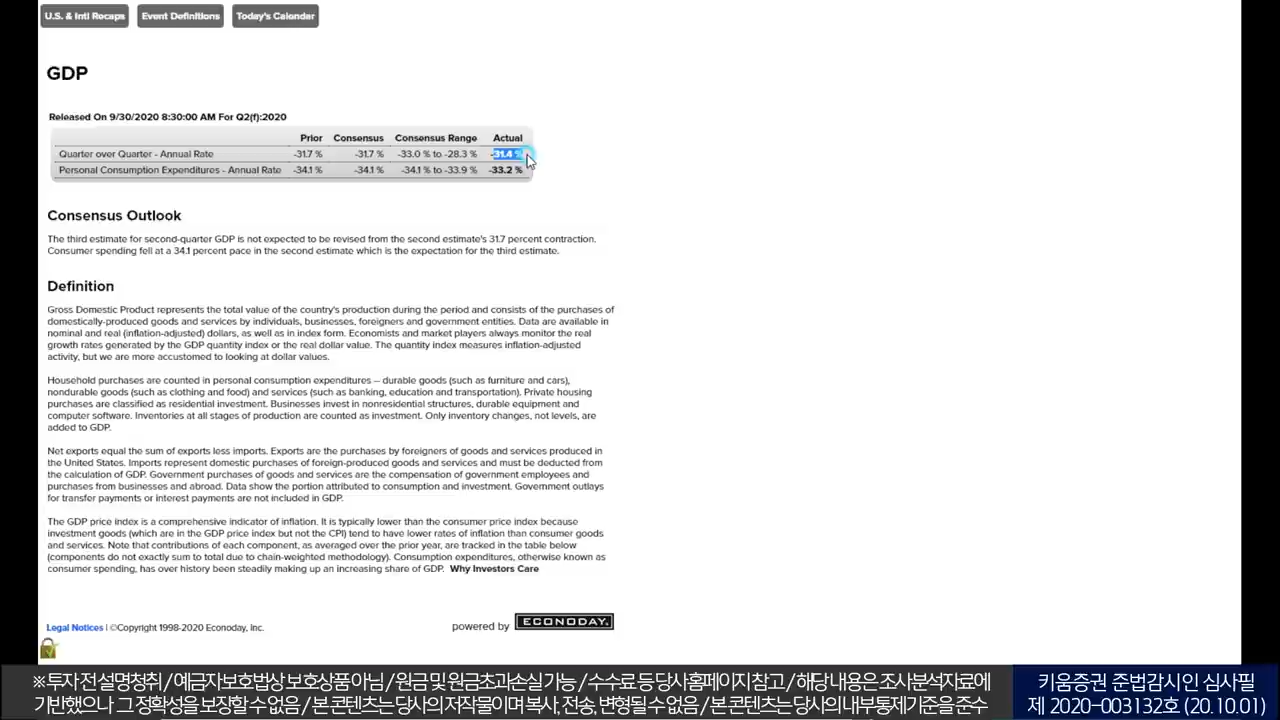 U.S. & Intl Recaps
Event Definitions
Today's Calendar
GDP
Released On 9/30/2020 8:30:00 AM For Q2(f):2020
Prior Consensus Consensus Range Actual
Quarter over Quarter - Annual Rate -31.7 % -31.7 % -33.0 % to -28.3 % -31.4 %
Personal Consumption Expenditures - Annual Rate -34.1 % -34.1 % -34.1 % to -33.9 % -33.2 %
Consensus Outlook
The third estimate for second-quarter GDP is not expected to be revised from the second estimate's 31.7 percent contraction.
Consumer spending fell at a 34.1 percent pace in the second estimate which is the expectation for the third estimate.
Definition
Gross Domestic Product represents the total value of the country's production during the period and consists of the purchases of
domestically-produced goods and services by individuals, businesses, foreigners and government entities. Data are available in
nominal and real (inflation-adjusted) dollars, as well as in index form. Economists and market players always monitor the real
growth rates generated by the GDP quantity index or the real dollar value. The quantity index measures inflation-adjusted
activity, but we are more accustomed to looking at dollar values.
Household purchases are counted in personal consumption expenditures -- durable goods (such as furniture and cars),
nondurable goods (such as clothing and food) and services (such as banking, education and transportation). Private housing
purchases are classified as residential investment. Businesses invest in nonresidential structures, durable equipment and
computer software. Inventories at all stages of production are counted as investment. Only inventory changes, not levels, are
added to GDP.
Net exports equal the sum of exports less imports. Exports are the purchases by foreigners of goods and services produced in
the United States. Imports represent domestic purchases of foreign-produced goods and services and must be deducted from
the calculation of GDP. Government purchases of goods and services are the compensation of government employees and
purchases from businesses and abroad. Data show the portion attributed to consumption and investment. Government outlays
for transfer payments or interest payments are not included in GDP.
The GDP price index is a comprehensive indicator of inflation. It is typically lower than the consumer price index because
investment goods (which are in the GDP price index but not the CPI) tend to have lower rates of inflation than consumer goods
and services. Note that contributions of each component, as averaged over the prior year, are tracked in the table below
(components do not exactly sum to total due to chain-weighted methodology). Consumption expenditures, otherwise known as
consumer spending, has over history been steadily making up an increasing share of GDP. Why Investors Care
Legal Notices | ©Copyright 1998-2020 Econoday, Inc.
powered by ECONODAY.
※ 투자 전 설명청취 / 예금자보호법상 보호상품 아님 / 원금 및 원금초과손실 가능 / 수수료 등 당사홈페이지 참고 / 해당 내용은 조사분석자료에
기반했으나 그 정확성을 보장할 수 없음 / 본 콘텐츠는 당사의 저작물이며 복사, 전송, 변형될 수 없음 / 본 콘텐츠는 당사의 내부통제기준을 준수
키움증권 준법감시인 심사필
제 2020-003132호 (20.10.01)